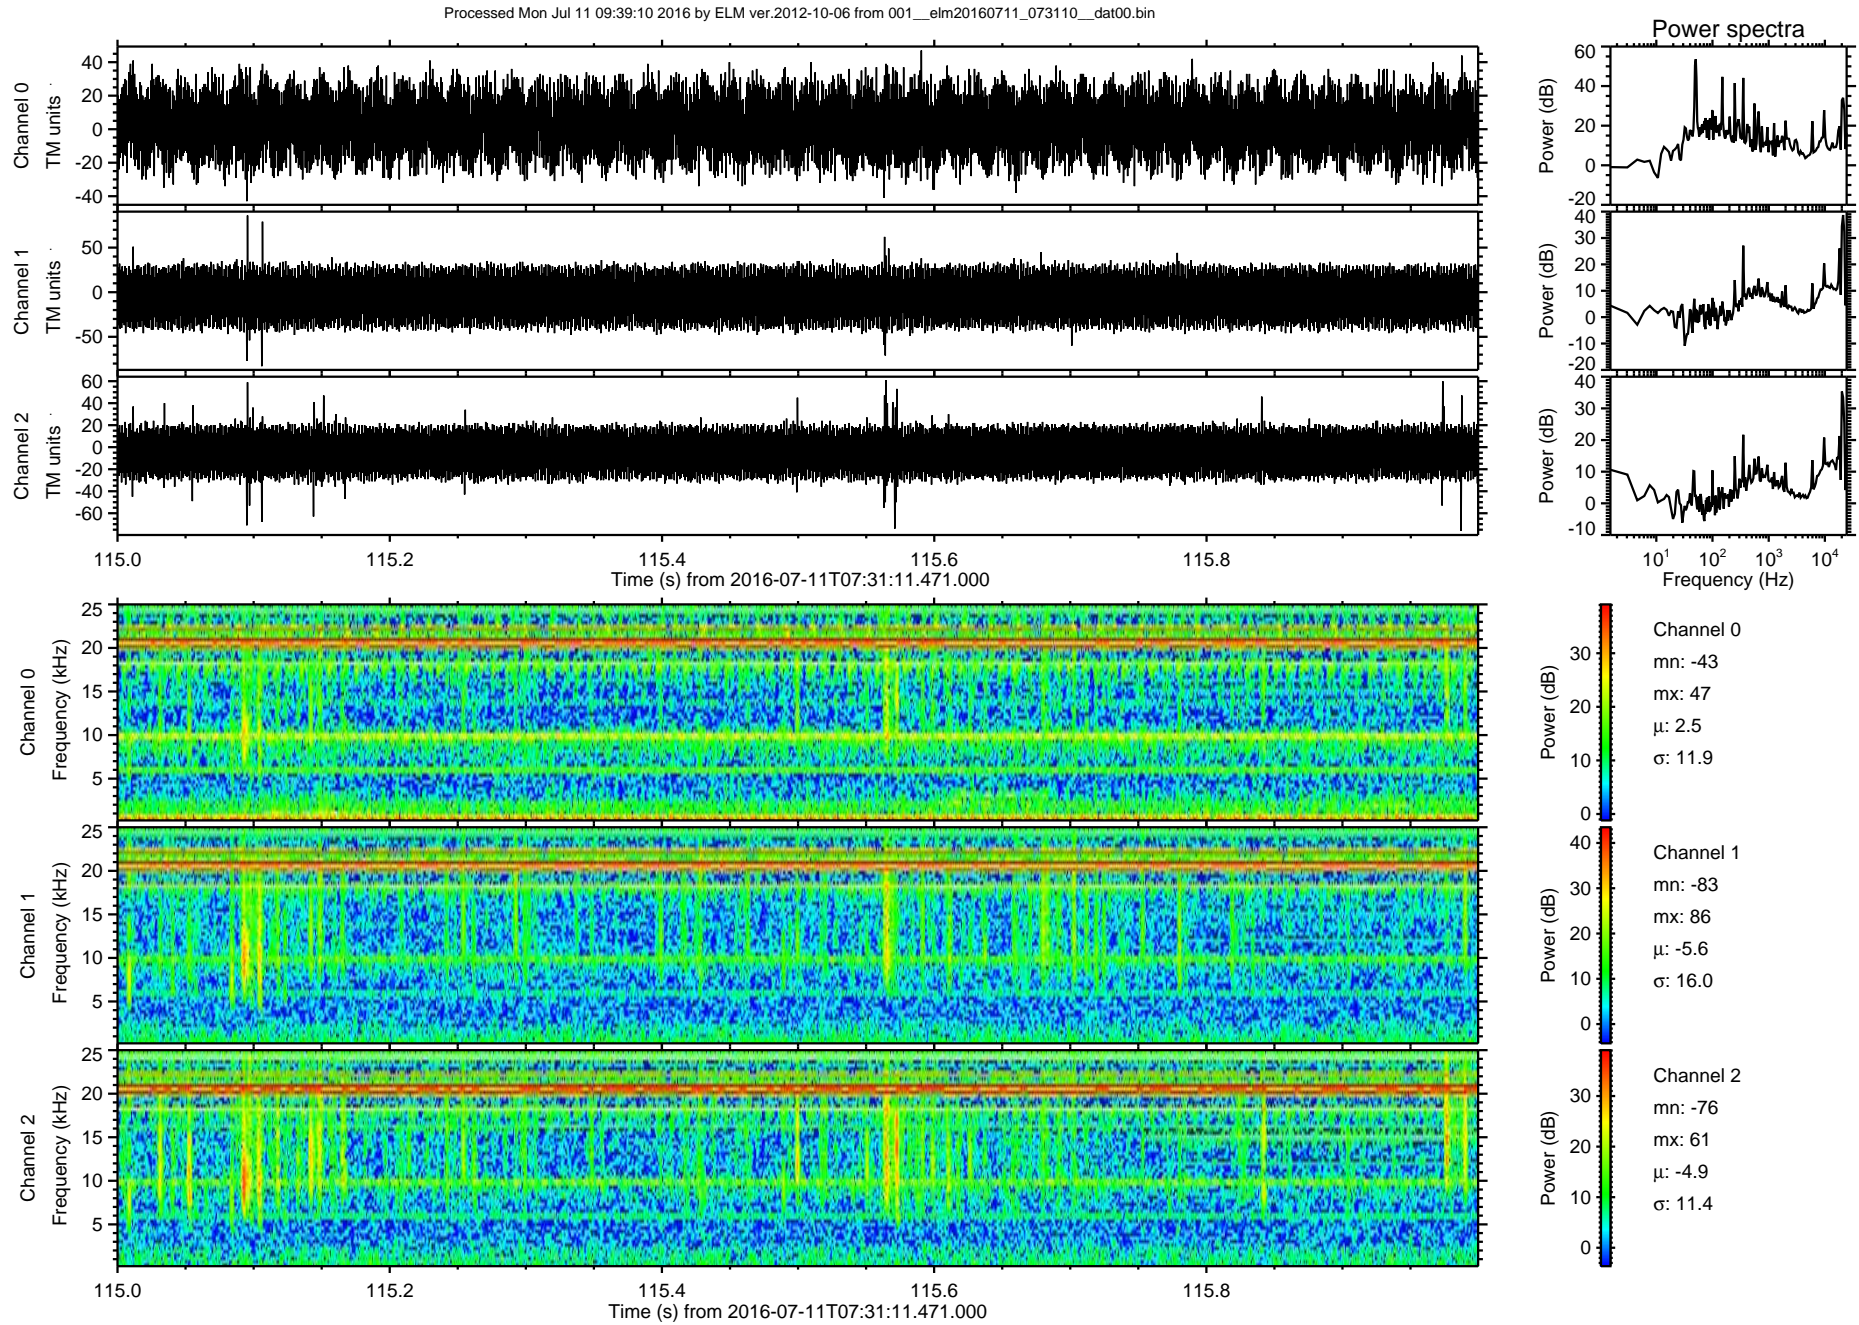 Processed Mon Jul 11 09:39:10 2016 by ELM ver.2012-10-06 from 001__elm20160711_073110__dat00.bin
Power spectra
Channel 0
TM units
40
20
0
-20
-40
Power (dB)
60
40
20
0
-20
Channel 1
TM units
50
0
-50
Power (dB)
40
30
20
10
0
-10
-20
Channel 2
TM units
60
40
20
0
-20
-40
-60
Power (dB)
40
30
20
10
0
-10
115.0 115.2 115.4 115.6 115.8
Time (s) from 2016-07-11T07:31:11.471.000
10¹ 10² 10³ 10⁴
Frequency (Hz)
Channel 0
Frequency (kHz)
25
20
15
10
5
Power (dB)
30
20
10
0
Channel 0
mn: -43
mx: 47
μ: 2.5
σ: 11.9
Channel 1
Frequency (kHz)
25
20
15
10
5
Power (dB)
40
30
20
10
0
Channel 1
mn: -83
mx: 86
μ: -5.6
σ: 16.0
Channel 2
Frequency (kHz)
25
20
15
10
5
Power (dB)
30
20
10
0
Channel 2
mn: -76
mx: 61
μ: -4.9
σ: 11.4
115.0 115.2 115.4 115.6 115.8
Time (s) from 2016-07-11T07:31:11.471.000